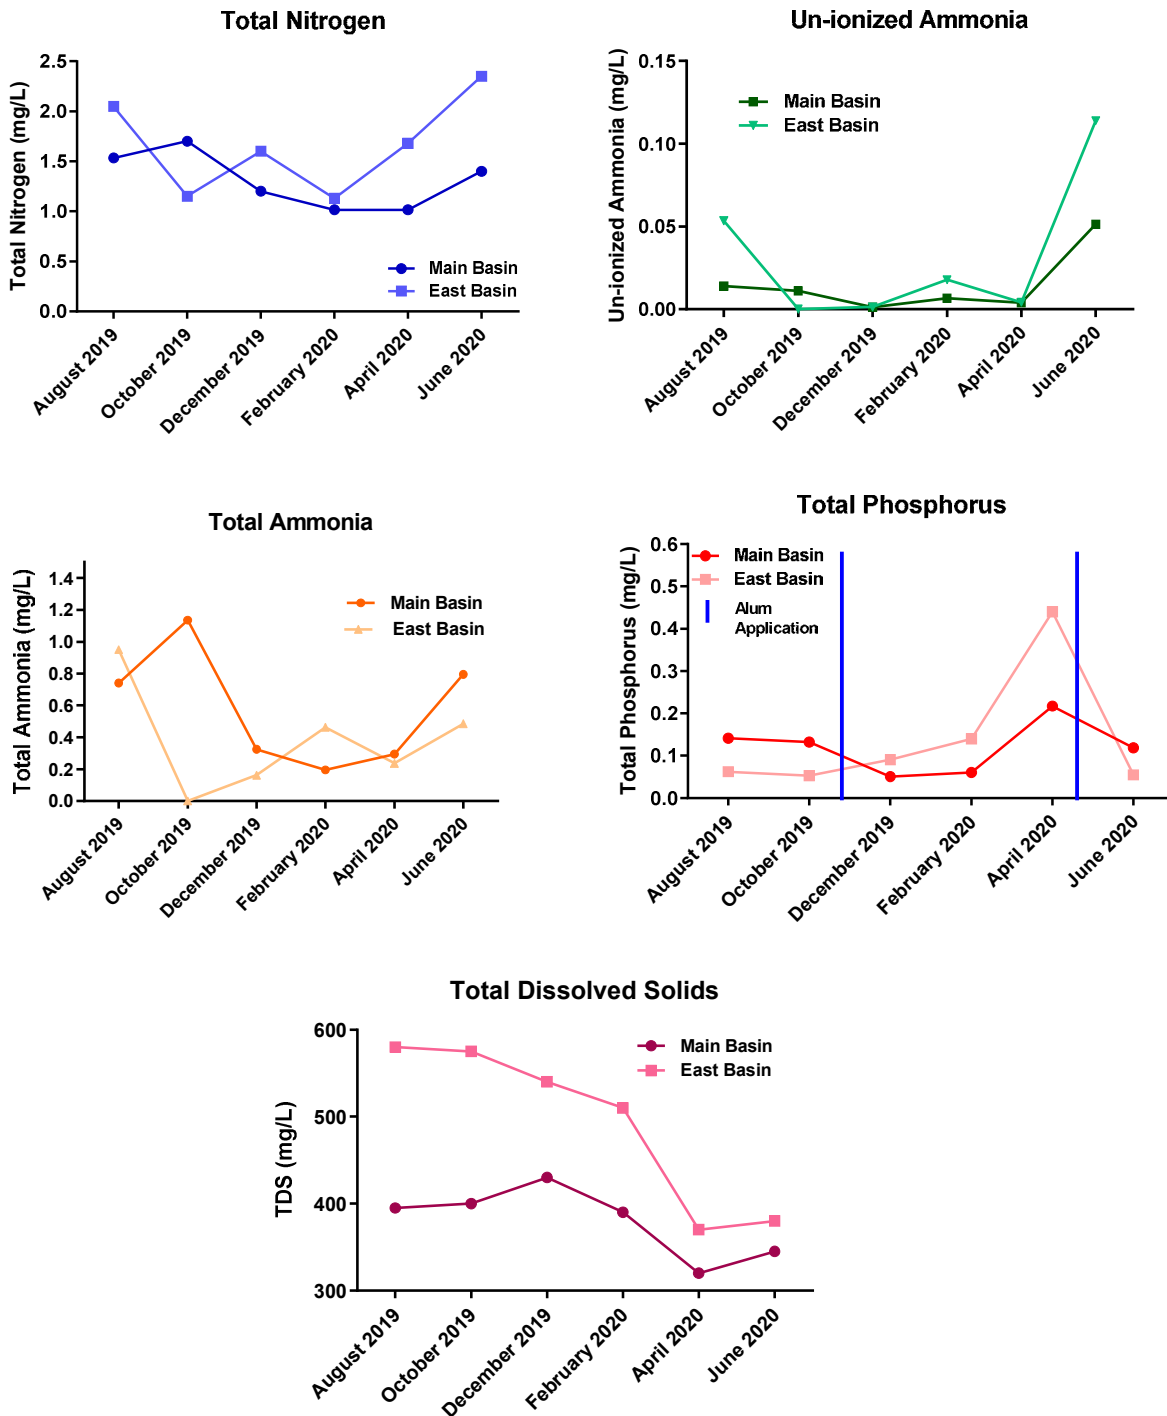 Total Nitrogen
Total Nitrogen (mg/L)
2.5
2.0
1.5
1.0
0.5
0.0
Main Basin
East Basin
August 2019
October 2019
December 2019
February 2020
April 2020
June 2020
Un-ionized Ammonia
Un-ionized Ammonia (mg/L)
0.15
0.10
0.05
0.00
Main Basin
East Basin
August 2019
October 2019
December 2019
February 2020
April 2020
June 2020
Total Ammonia
Total Ammonia (mg/L)
1.4
1.2
1.0
0.8
0.6
0.4
0.2
0.0
Main Basin
East Basin
August 2019
October 2019
December 2019
February 2020
April 2020
June 2020
Total Phosphorus
Total Phosphorus (mg/L)
0.6
0.5
0.4
0.3
0.2
0.1
0.0
Main Basin
East Basin
Alum
Application
August 2019
October 2019
December 2019
February 2020
April 2020
June 2020
Total Dissolved Solids
TDS (mg/L)
600
500
400
300
Main Basin
East Basin
August 2019
October 2019
December 2019
February 2020
April 2020
June 2020